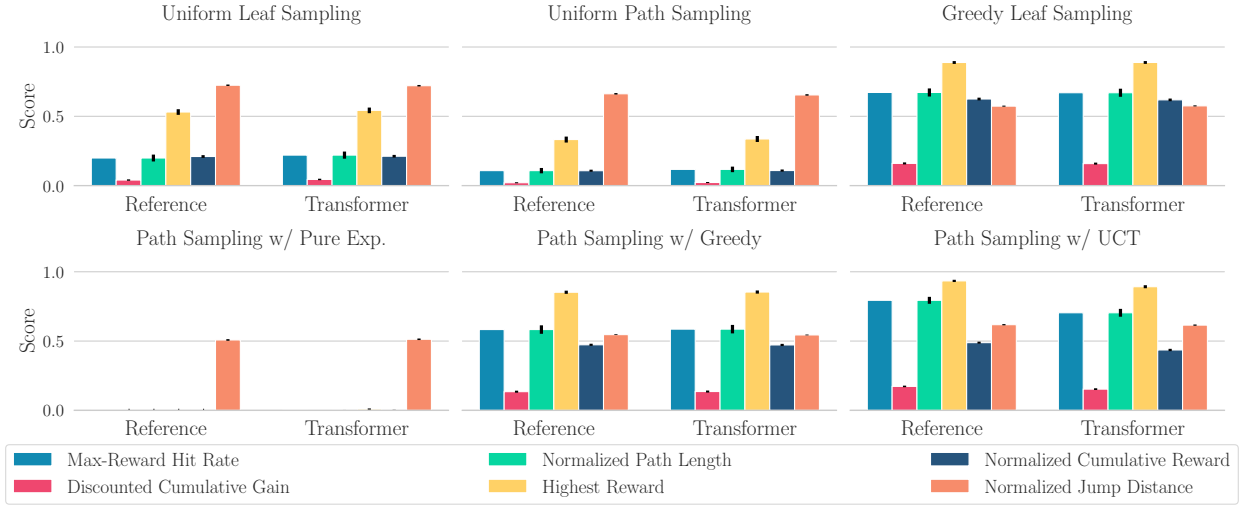 Uniform Leaf Sampling
Uniform Path Sampling
Greedy Leaf Sampling
1.0
0.5
0.0
Score
Reference
Transformer
Reference
Transformer
Reference
Transformer
Path Sampling w/ Pure Exp.
Path Sampling w/ Greedy
Path Sampling w/ UCT
1.0
0.5
0.0
Score
Reference
Transformer
Reference
Transformer
Reference
Transformer
Max-Reward Hit Rate
Normalized Path Length
Normalized Cumulative Reward
Discounted Cumulative Gain
Highest Reward
Normalized Jump Distance